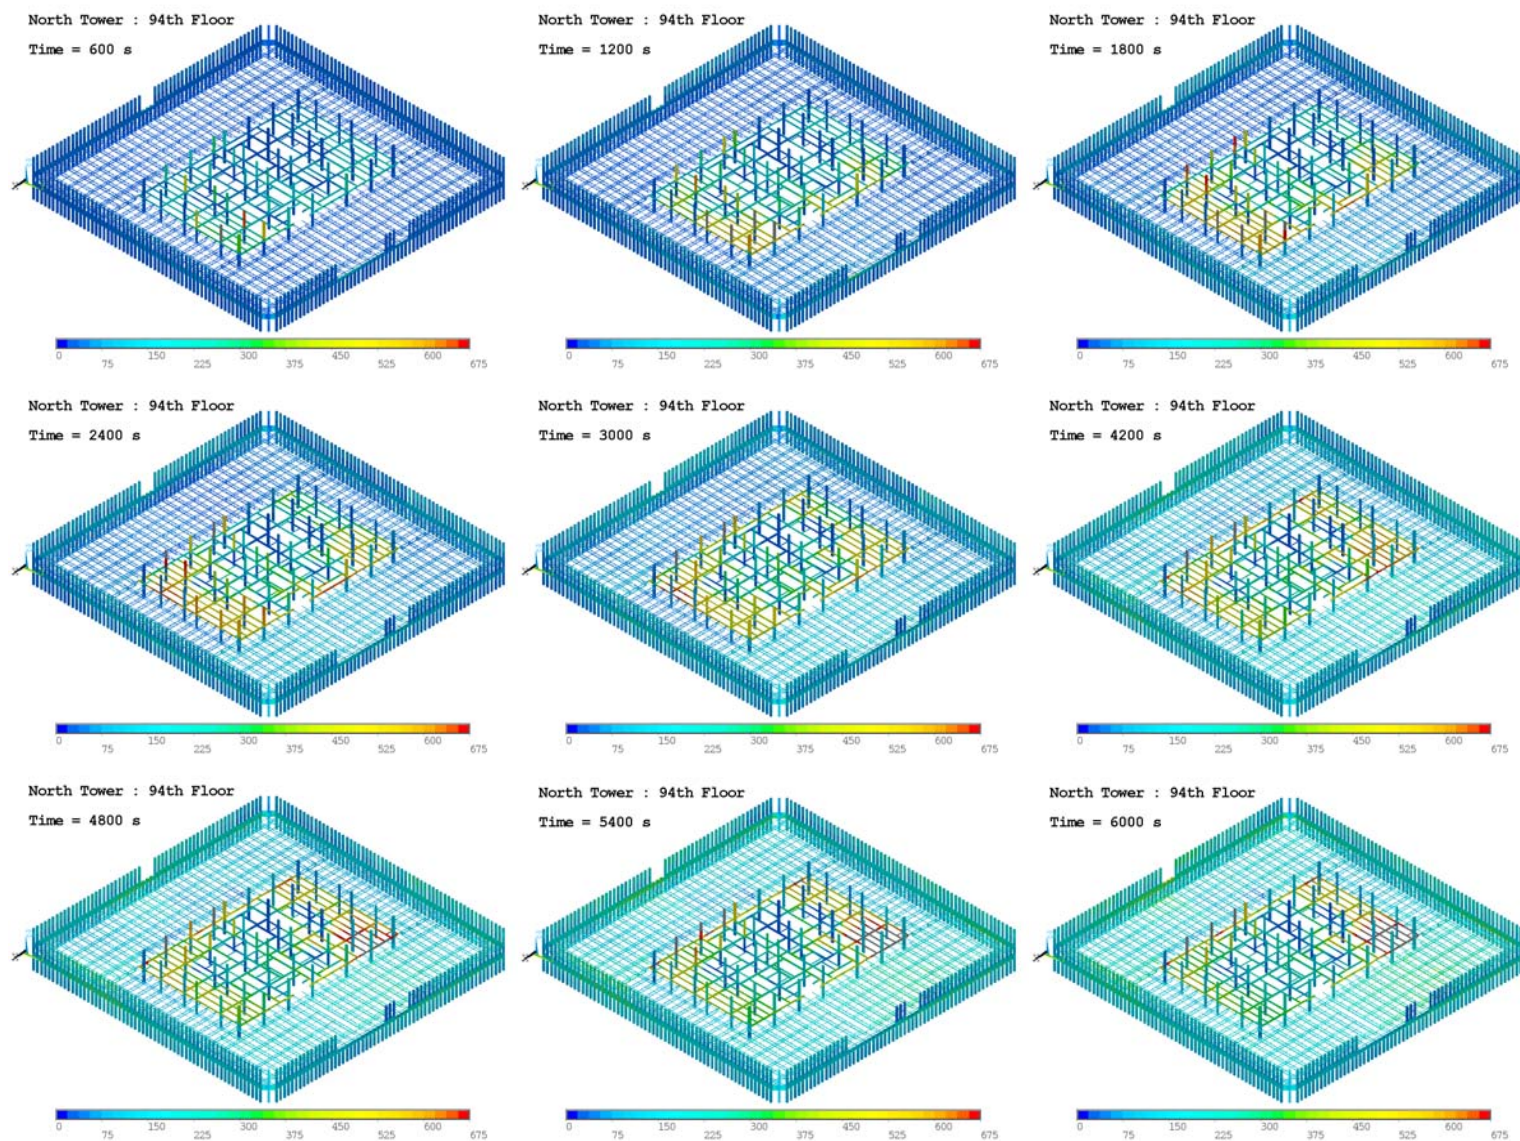 North Tower : 94th Floor
Time = 600 s
0 75 150 225 300 375 450 525 600 675
North Tower : 94th Floor
Time = 1200 s
0 75 150 225 300 375 450 525 600 675
North Tower : 94th Floor
Time = 1800 s
0 75 150 225 300 375 450 525 600 675
North Tower : 94th Floor
Time = 2400 s
0 75 150 225 300 375 450 525 600 675
North Tower : 94th Floor
Time = 3000 s
0 75 150 225 300 375 450 525 600 675
North Tower : 94th Floor
Time = 4200 s
0 75 150 225 300 375 450 525 600 675
North Tower : 94th Floor
Time = 4800 s
0 75 150 225 300 375 450 525 600 675
North Tower : 94th Floor
Time = 5400 s
0 75 150 225 300 375 450 525 600 675
North Tower : 94th Floor
Time = 6000 s
0 75 150 225 300 375 450 525 600 675